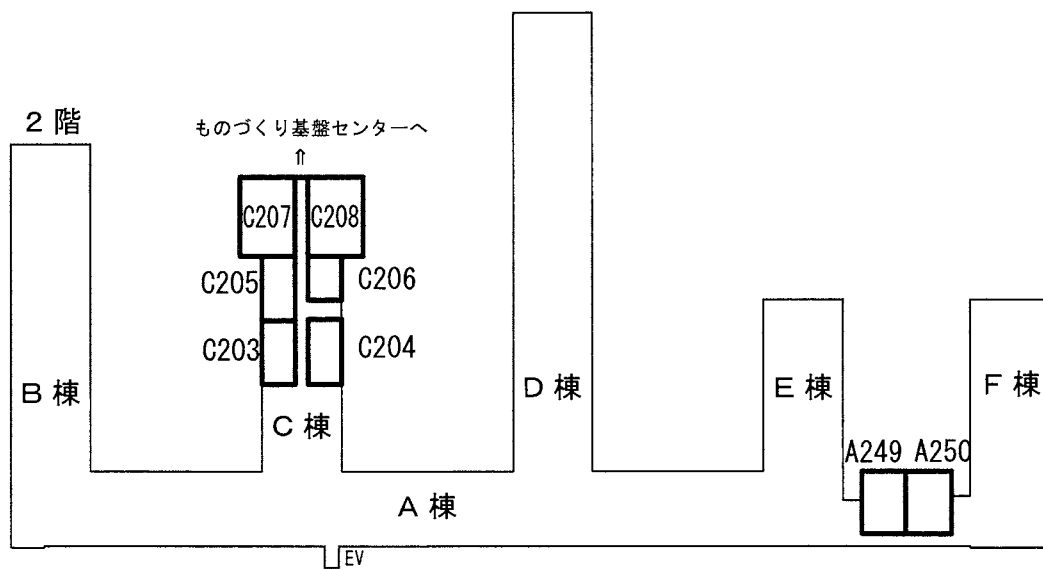 ２階
ものづくり基盤センターへ
⇑
C207
C208
C205
C206
C203
C204
B棟
C棟
D棟
E棟
F棟
A249
A250
A棟
EV